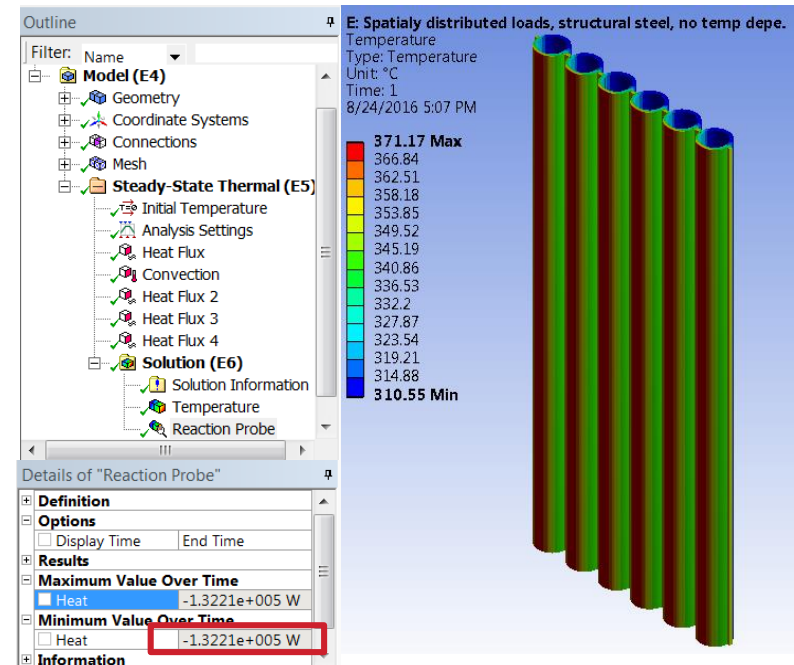 Outline
Filter: Name
Model (E4)
Geometry
Coordinate Systems
Connections
Mesh
Steady-State Thermal (E5)
Initial Temperature
Analysis Settings
Heat Flux
Convection
Heat Flux 2
Heat Flux 3
Heat Flux 4
Solution (E6)
Solution Information
Temperature
Reaction Probe
Details of "Reaction Probe"
Definition
Options
Display Time End Time
Results
Maximum Value Over Time
Heat -1.3221e+005 W
Minimum Value Over Time
Heat -1.3221e+005 W
Information
E: Spatialy distributed loads, structural steel, no temp depe.
Temperature
Type: Temperature
Unit: °C
Time: 1
8/24/2016 5:07 PM
371.17 Max
366.84
362.51
358.18
353.85
349.52
345.19
340.86
336.53
332.2
327.87
323.54
319.21
314.88
310.55 Min